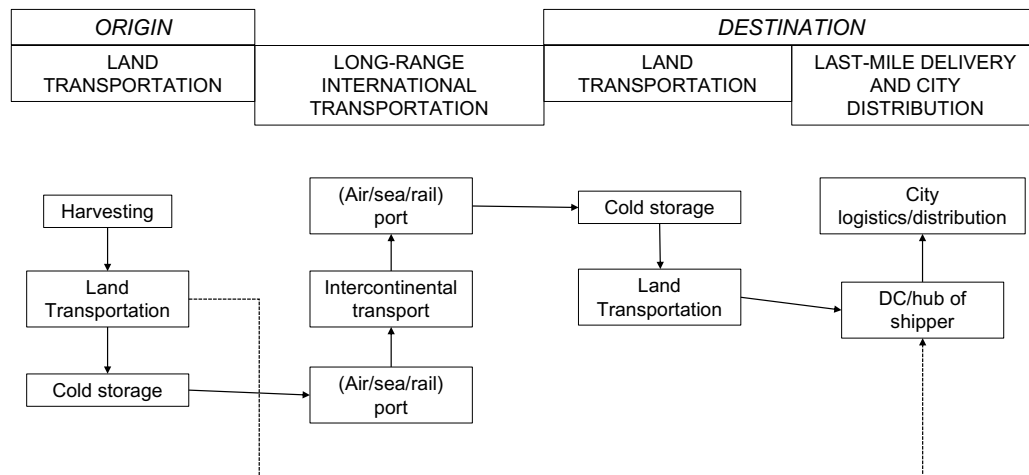 ORIGIN
DESTINATION
LAND
TRANSPORTATION
LONG-RANGE
INTERNATIONAL
TRANSPORTATION
LAND
TRANSPORTATION
LAST-MILE DELIVERY
AND CITY
DISTRIBUTION
Harvesting
Land
Transportation
Cold storage
(Air/sea/rail)
port
Intercontinental
transport
(Air/sea/rail)
port
Cold storage
Land
Transportation
City
logistics/distribution
DC/hub of
shipper